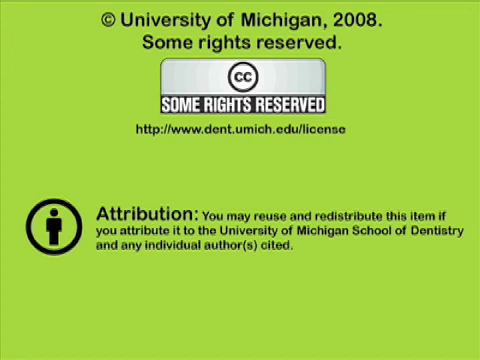 © University of Michigan, 2008.
Some rights reserved.
cc
SOME RIGHTS RESERVED
http://www.dent.umich.edu/license
Attribution: You may reuse and redistribute this item if
you attribute it to the University of Michigan School of Dentistry
and any individual author(s) cited.